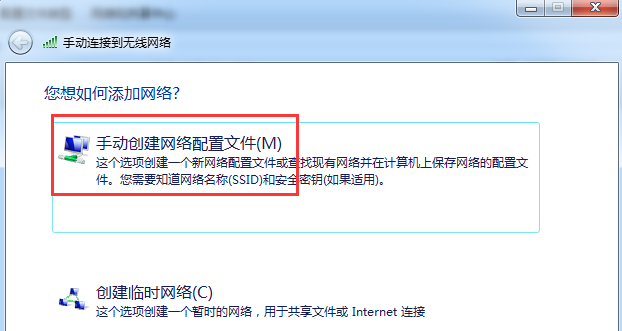 手动连接到无线网络
您想如何添加网络?
手动创建网络配置文件(M)
这个选项创建一个新网络配置文件或查找现有网络并在计算机上保存网络的配置文
件。您需要知道网络名称(SSID)和安全密钥(如果适用)。
创建临时网络(C)
这个选项创建一个暂时的网络，用于共享文件或 Internet 连接